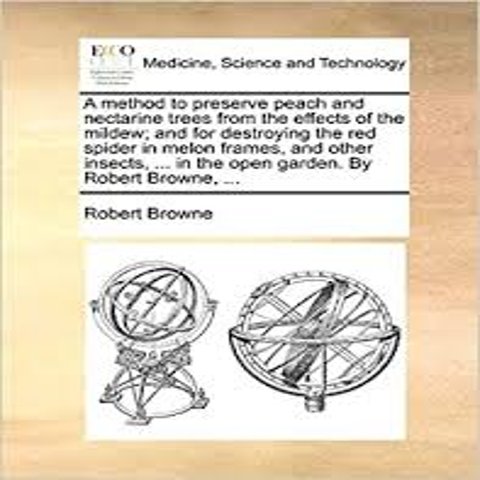 ECCO
Medicine, Science and Technology
A method to preserve peach and
nectarine trees from the effects of the
mildew; and for destroying the red
spider in melon frames, and other
insects, ... in the open garden. By
Robert Browne, ...
Robert Browne